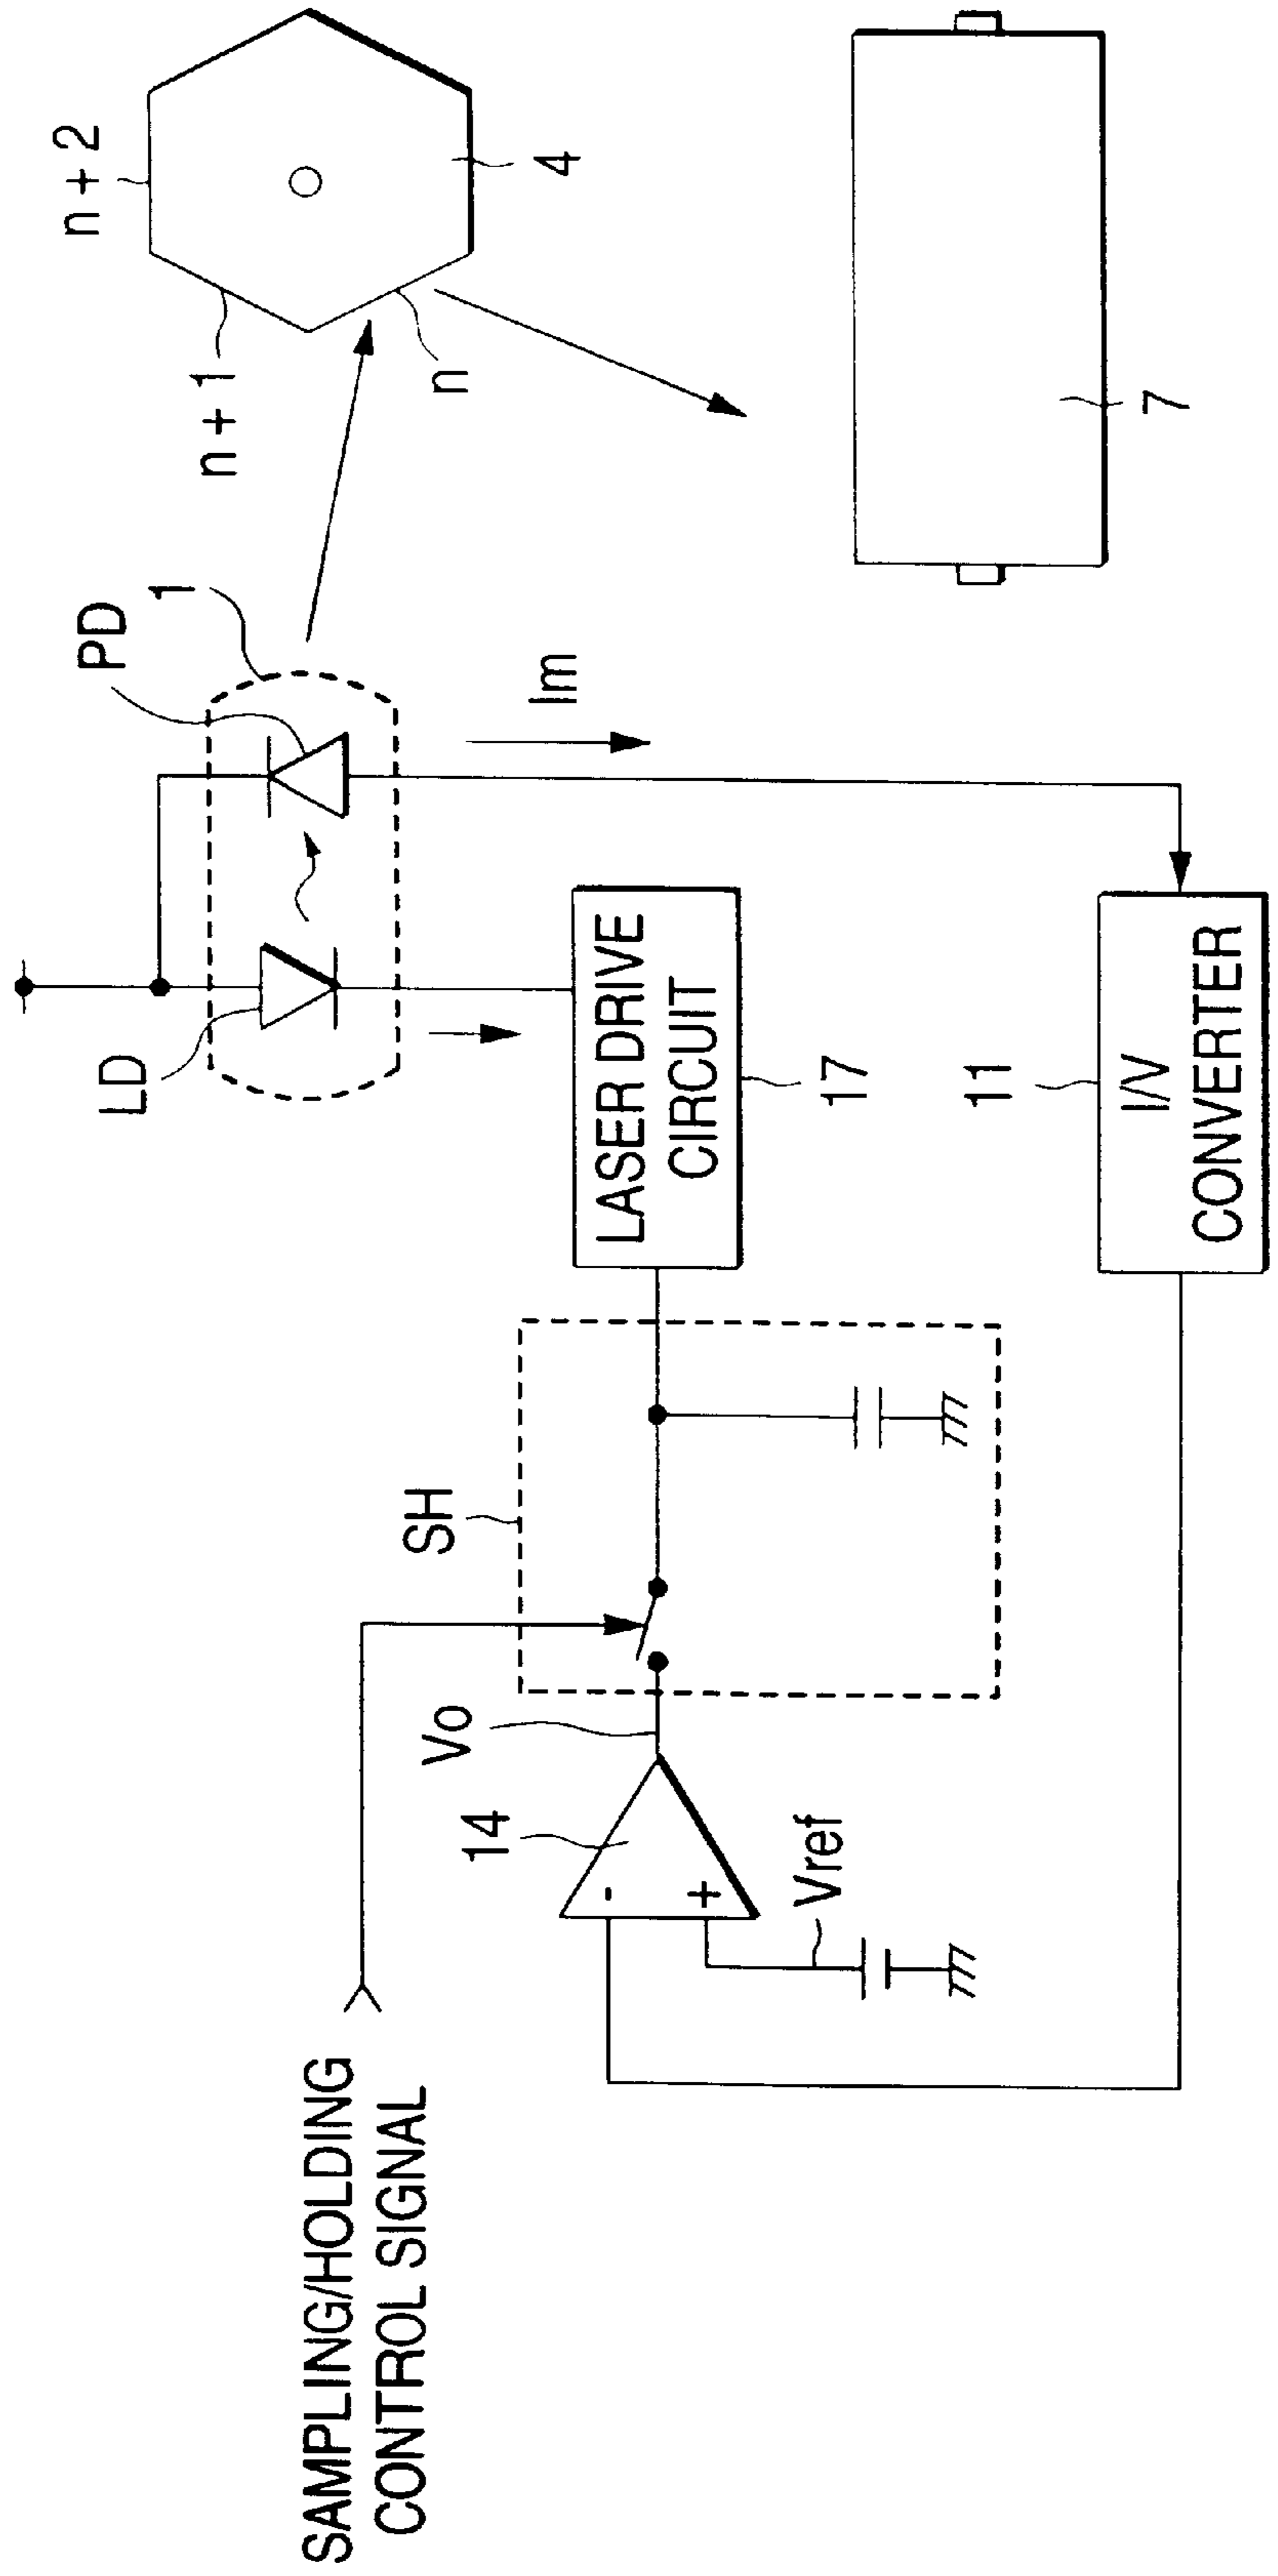 SAMPLING/HOLDING
CONTROL SIGNAL
14
Vo
SH
Vref
-
+
LD
PD
1
LASER DRIVE
CIRCUIT
17
Im
11
I/V
CONVERTER
n + 1
n + 2
n
4
7